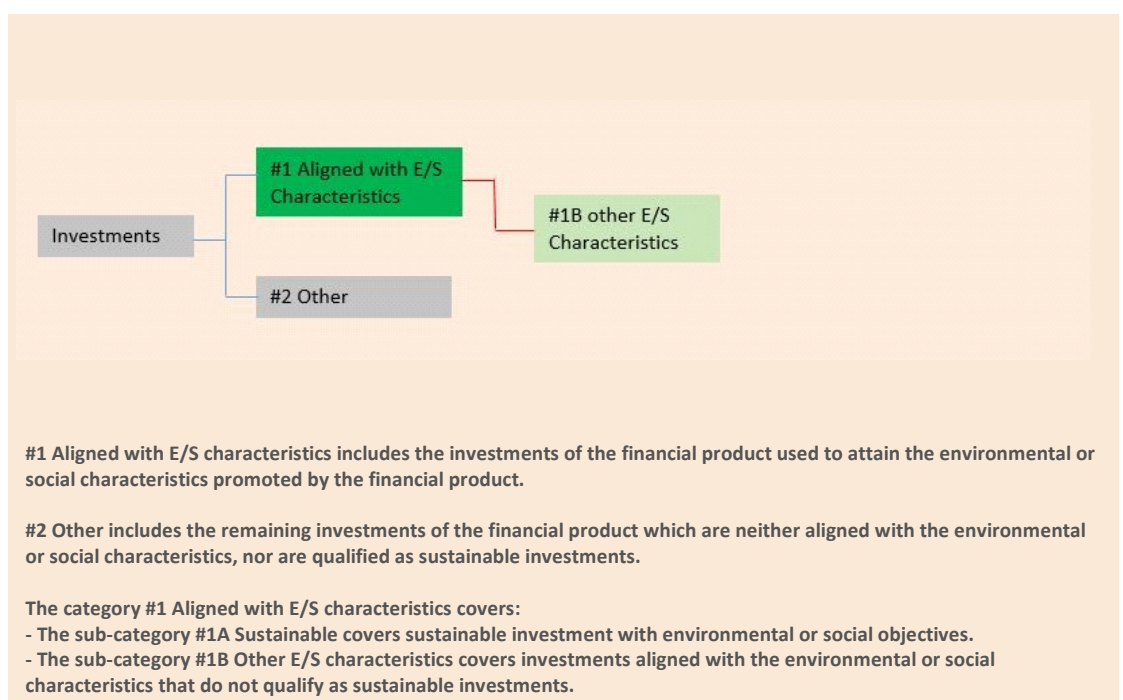 #1 Aligned with E/S
Characteristics
#1B other E/S
Characteristics
Investments
#2 Other
#1 Aligned with E/S characteristics includes the investments of the financial product used to attain the environmental or
social characteristics promoted by the financial product.
#2 Other includes the remaining investments of the financial product which are neither aligned with the environmental
or social characteristics, nor are qualified as sustainable investments.
The category #1 Aligned with E/S characteristics covers:
- The sub-category #1A Sustainable covers sustainable investment with environmental or social objectives.
- The sub-category #1B Other E/S characteristics covers investments aligned with the environmental or social
characteristics that do not qualify as sustainable investments.